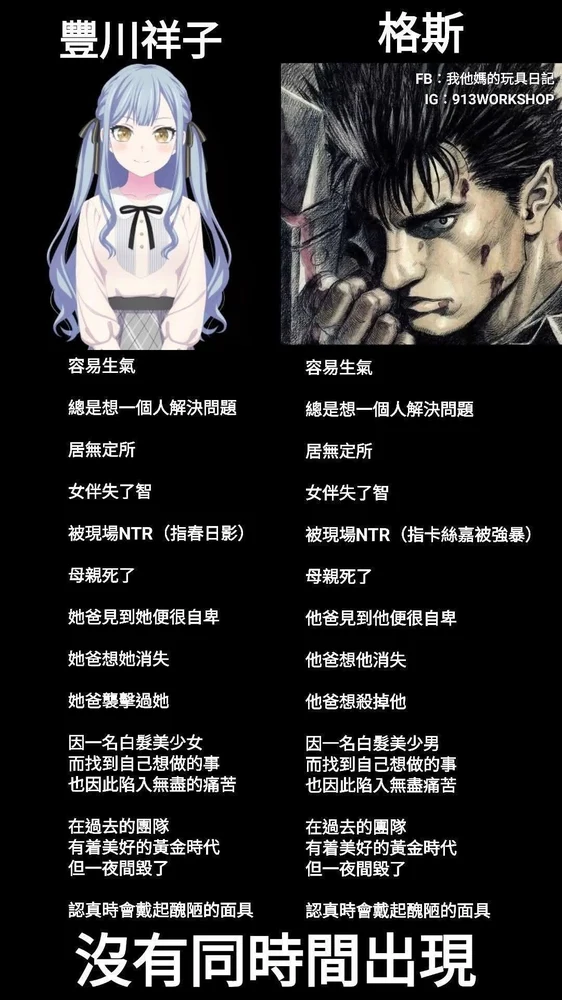 豐川祥子
格斯
FB：我他媽的玩具日記
IG：913WORKSHOP
容易生氣
總是想一個人解決問題
居無定所
女伴失了智
被現場NTR（指春日影）
母親死了
她爸見到她便很自卑
她爸想她消失
她爸襲擊過她
因一名白髮美少女
而找到自己想做的事
也因此陷入無盡的痛苦
在過去的團隊
有着美好的黃金時代
但一夜間毀了
認真時會戴起醜陋的面具
容易生氣
總是想一個人解決問題
居無定所
女伴失了智
被現場NTR（指卡絲嘉被強暴）
母親死了
他爸見到他便很自卑
他爸想他消失
他爸想殺掉他
因一名白髮美少男
而找到自己想做的事
也因此陷入無盡的痛苦
在過去的團隊
有着美好的黃金時代
但一夜間毀了
認真時會戴起醜陋的面具
沒有同時間出現